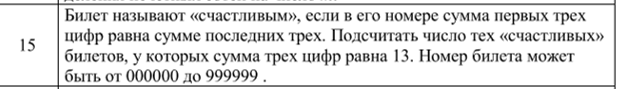 15
Билет называют «счастливым», если в его номере сумма первых трех
цифр равна сумме последних трех. Подсчитать число тех «счастливых»
билетов, у которых сумма трех цифр равна 13. Номер билета может
быть от 000000 до 999999 .